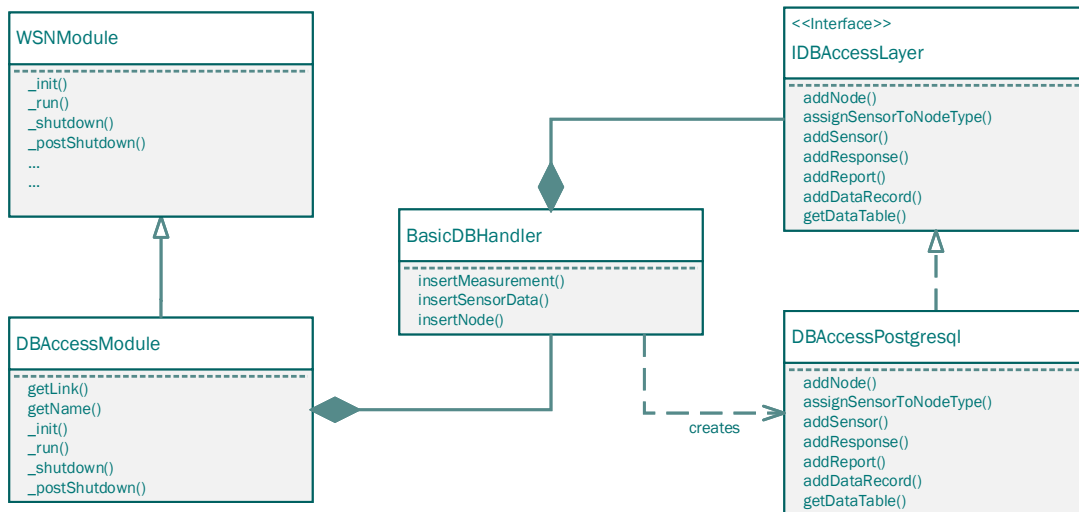 WSNModule
_init()
_run()
_shutdown()
_postShutdown()
...
...
<<Interface>>
IDBAccessLayer
addNode()
assignSensorToNodeType()
addSensor()
addResponse()
addReport()
addDataRecord()
getDataTable()
BasicDBHandler
insertMeasurement()
insertSensorData()
insertNode()
DBAccessModule
getLink()
getName()
_init()
_run()
_shutdown()
_postShutdown()
creates
DBAccessPostgresql
addNode()
assignSensorToNodeType()
addSensor()
addResponse()
addReport()
addDataRecord()
getDataTable()